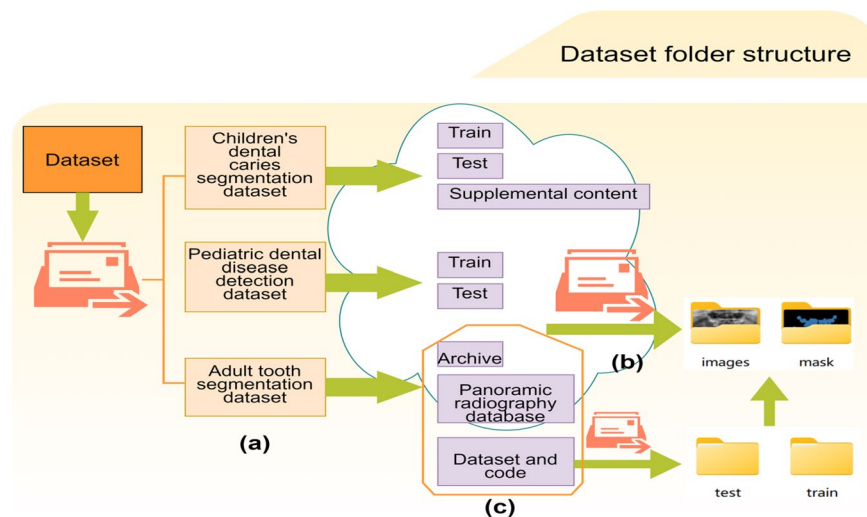 Dataset folder structure
Dataset
Children's
dental
caries
segmentation
dataset
Train
Test
Supplemental content
Pediatric dental
disease
detection
dataset
Train
Test
Adult tooth
segmentation
dataset
(a)
Archive
Panoramic
radiography
database
Dataset and
code
(c)
(b)
images
mask
test
train